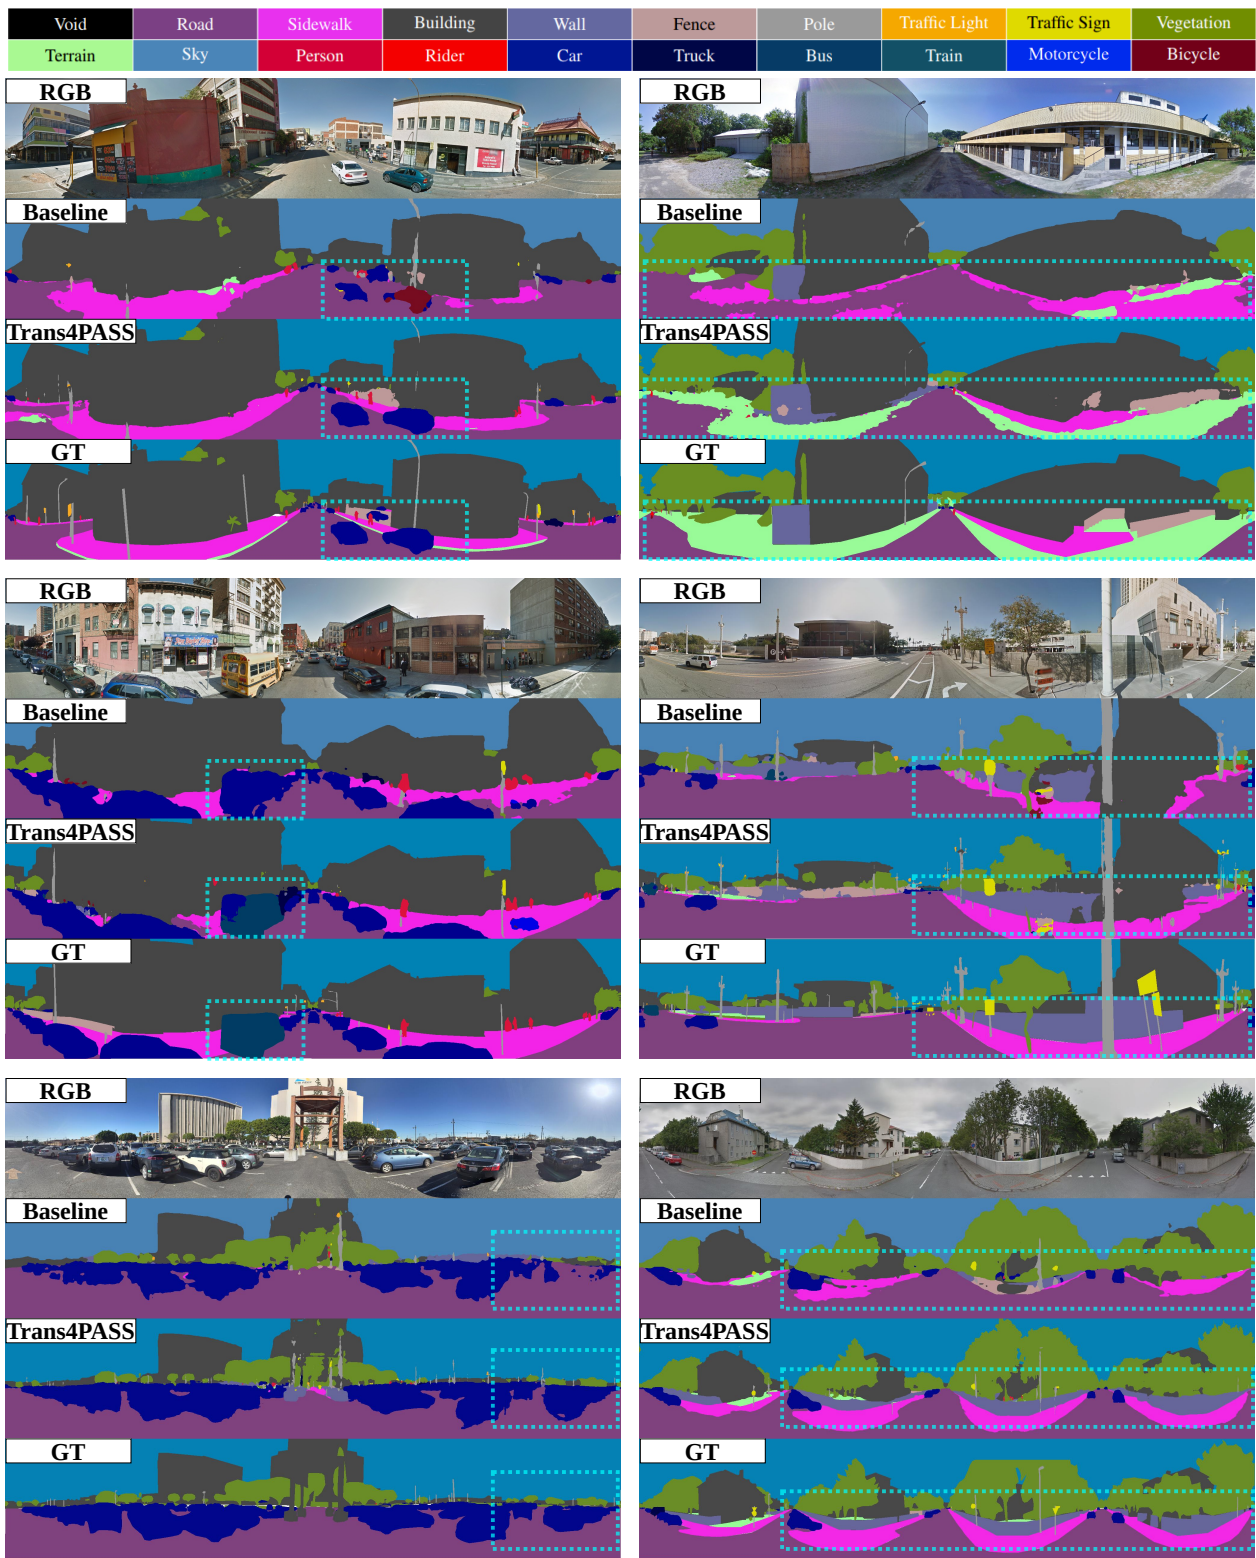 Void Road Sidewalk Building Wall Fence Pole Traffic Light Traffic Sign Vegetation
Terrain Sky Person Rider Car Truck Bus Train Motorcycle Bicycle
RGB
RGB
Baseline
Baseline
Trans4PASS
Trans4PASS
GT
GT
RGB
RGB
Baseline
Baseline
Trans4PASS
Trans4PASS
GT
GT
RGB
RGB
Baseline
Baseline
Trans4PASS
Trans4PASS
GT
GT